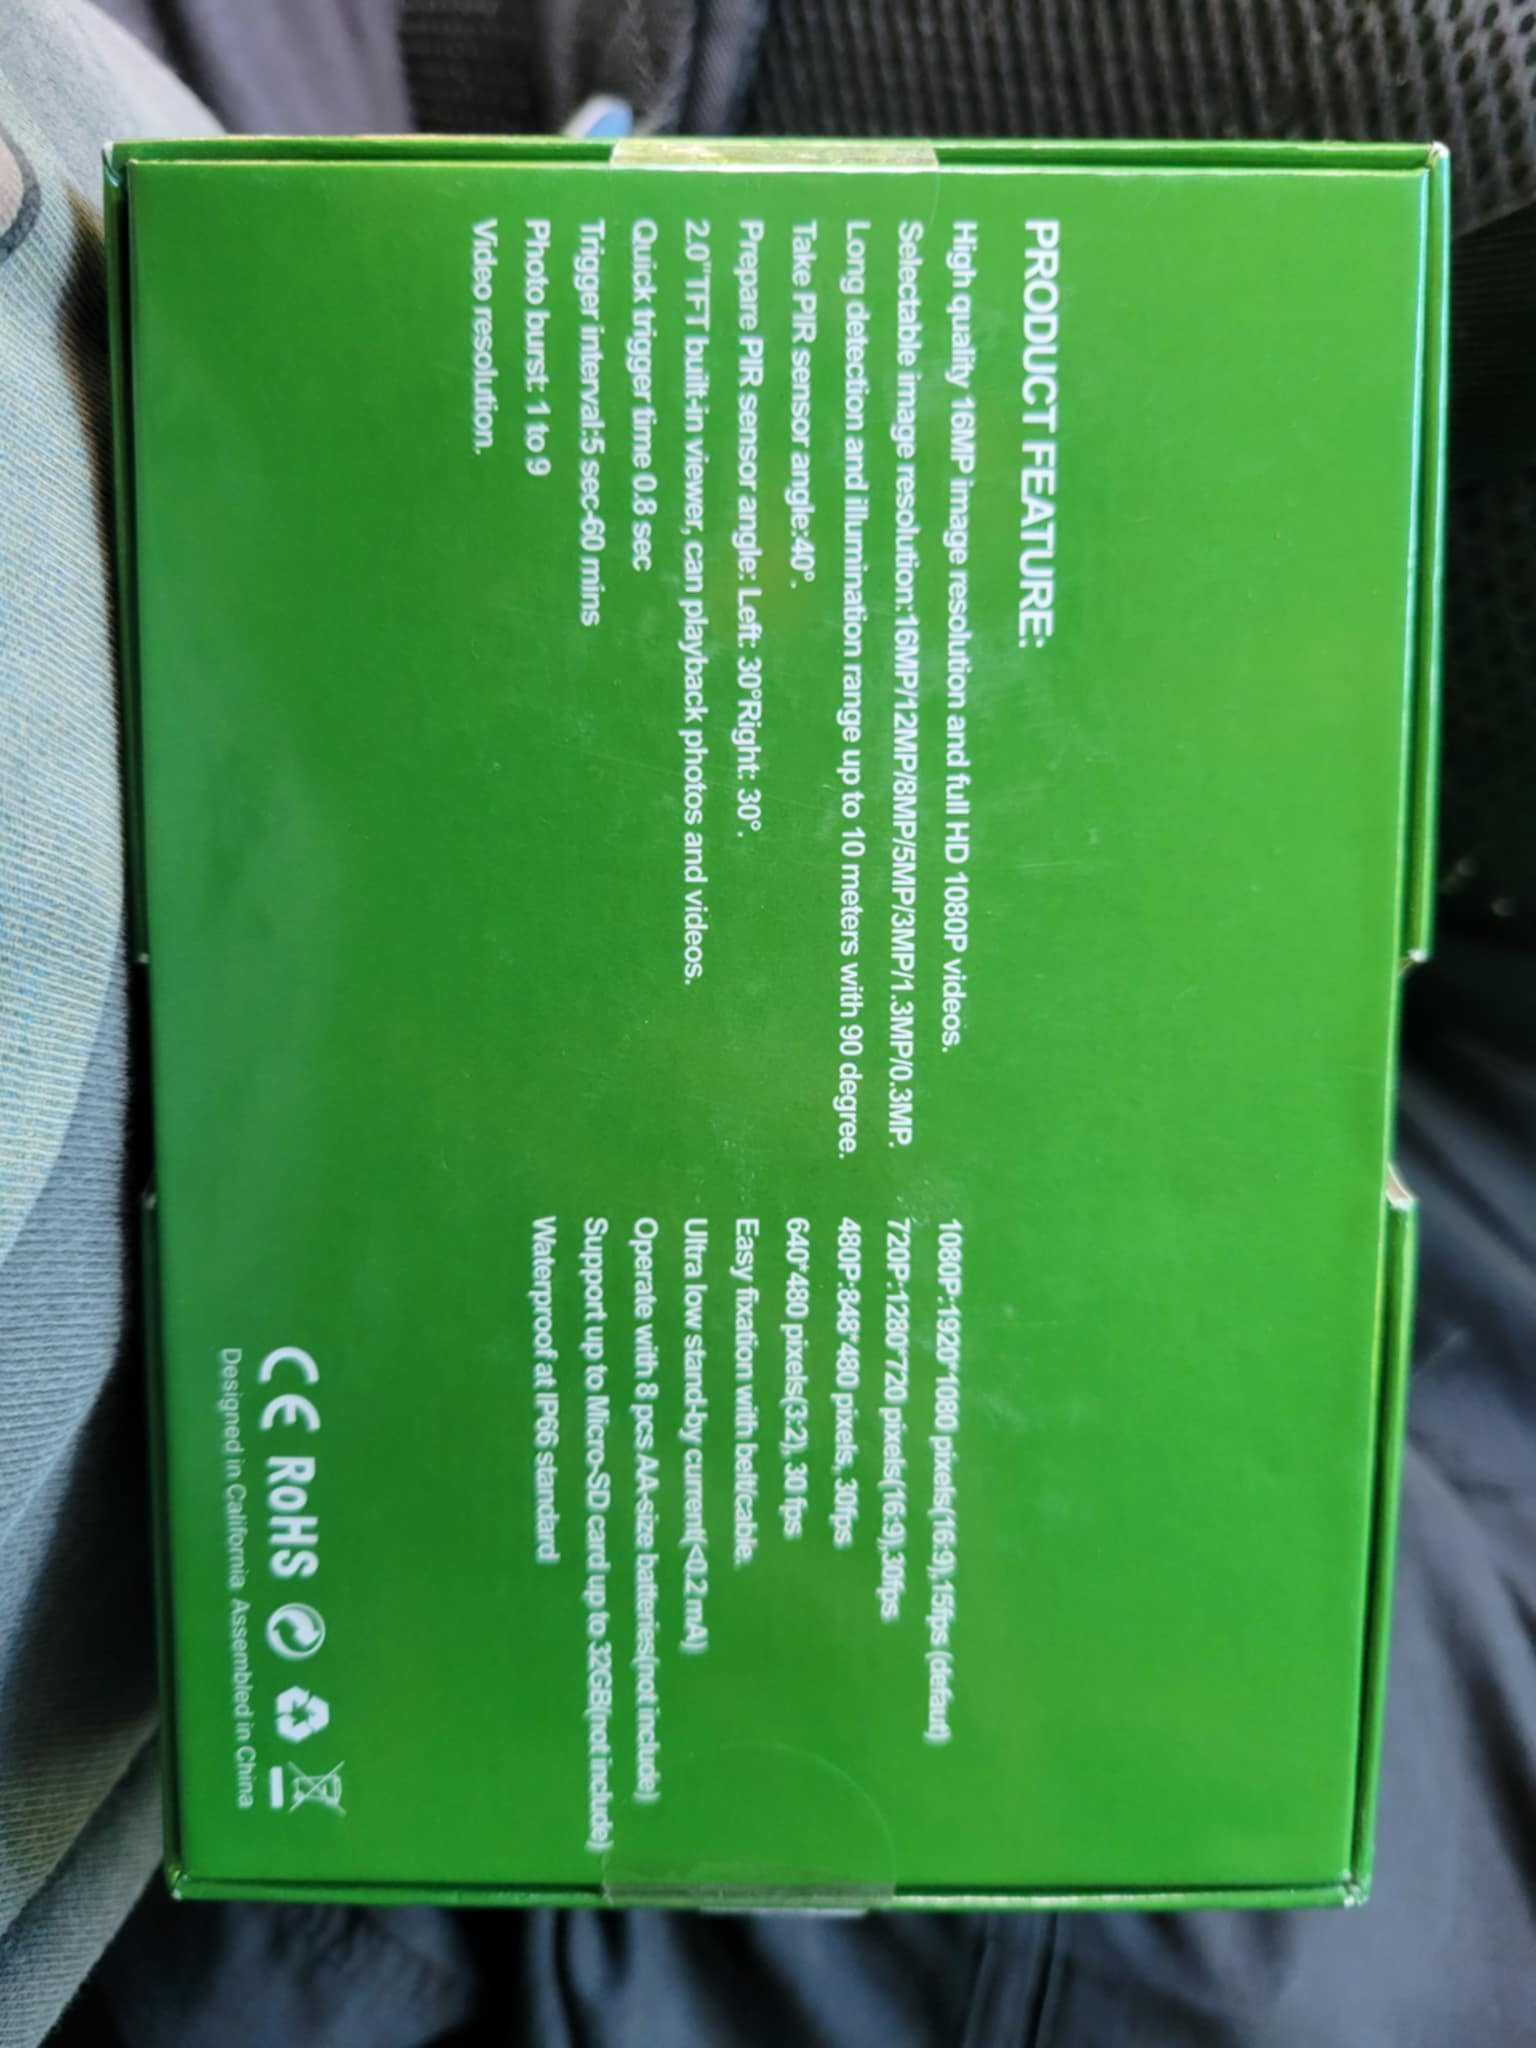 PRODUCT FEATURE:
High quality 16MP image resolution and full HD 1080P videos.
Selectable image resolution:16MP/12MP/8MP/5MP/3MP/1.3MP/0.3MP.
Long detection and illumination range up to 10 meters with 90 degree.
Take PIR sensor angle:40°.
Prepare PIR sensor angle: Left: 30°Right: 30°.
2.0"TFT built-in viewer, can playback photos and videos.
Quick trigger time 0.8 sec
Trigger interval:5 sec-60 mins
Photo burst: 1 to 9
Video resolution.
1080P:1920*1080 pixels(16:9),15fps (defaut)
720P:1280*720 pixels(16:9),30fps
480P:848*480 pixels, 30fps
640*480 pixels(3:2), 30 fps
Easy fixation with belt/cable.
Ultra low stand-by current(<0.2 mA)
Operate with 8 pcs AA-size batteries(not include)
Support up to Micro-SD card up to 32GB(not include)
Waterproof at IP66 standard
CE RoHS
Designed in California Assembled in China